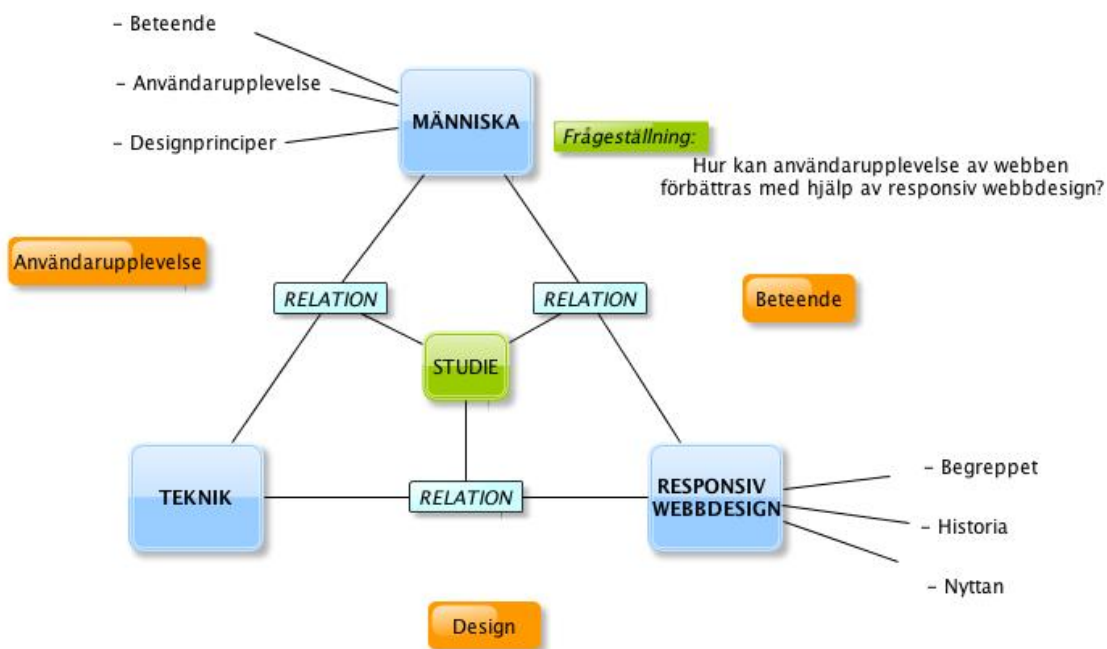 – Beteende
– Användarupplevelse
– Designprinciper
MÄNNISKA
Frågeställning:
Hur kan användarupplevelse av webben
förbättras med hjälp av responsiv webbdesign?
Användarupplevelse
Beteende
RELATION
RELATION
STUDIE
TEKNIK
RELATION
RESPONSIV
WEBBDESIGN
– Begreppet
– Historia
– Nyttan
Design